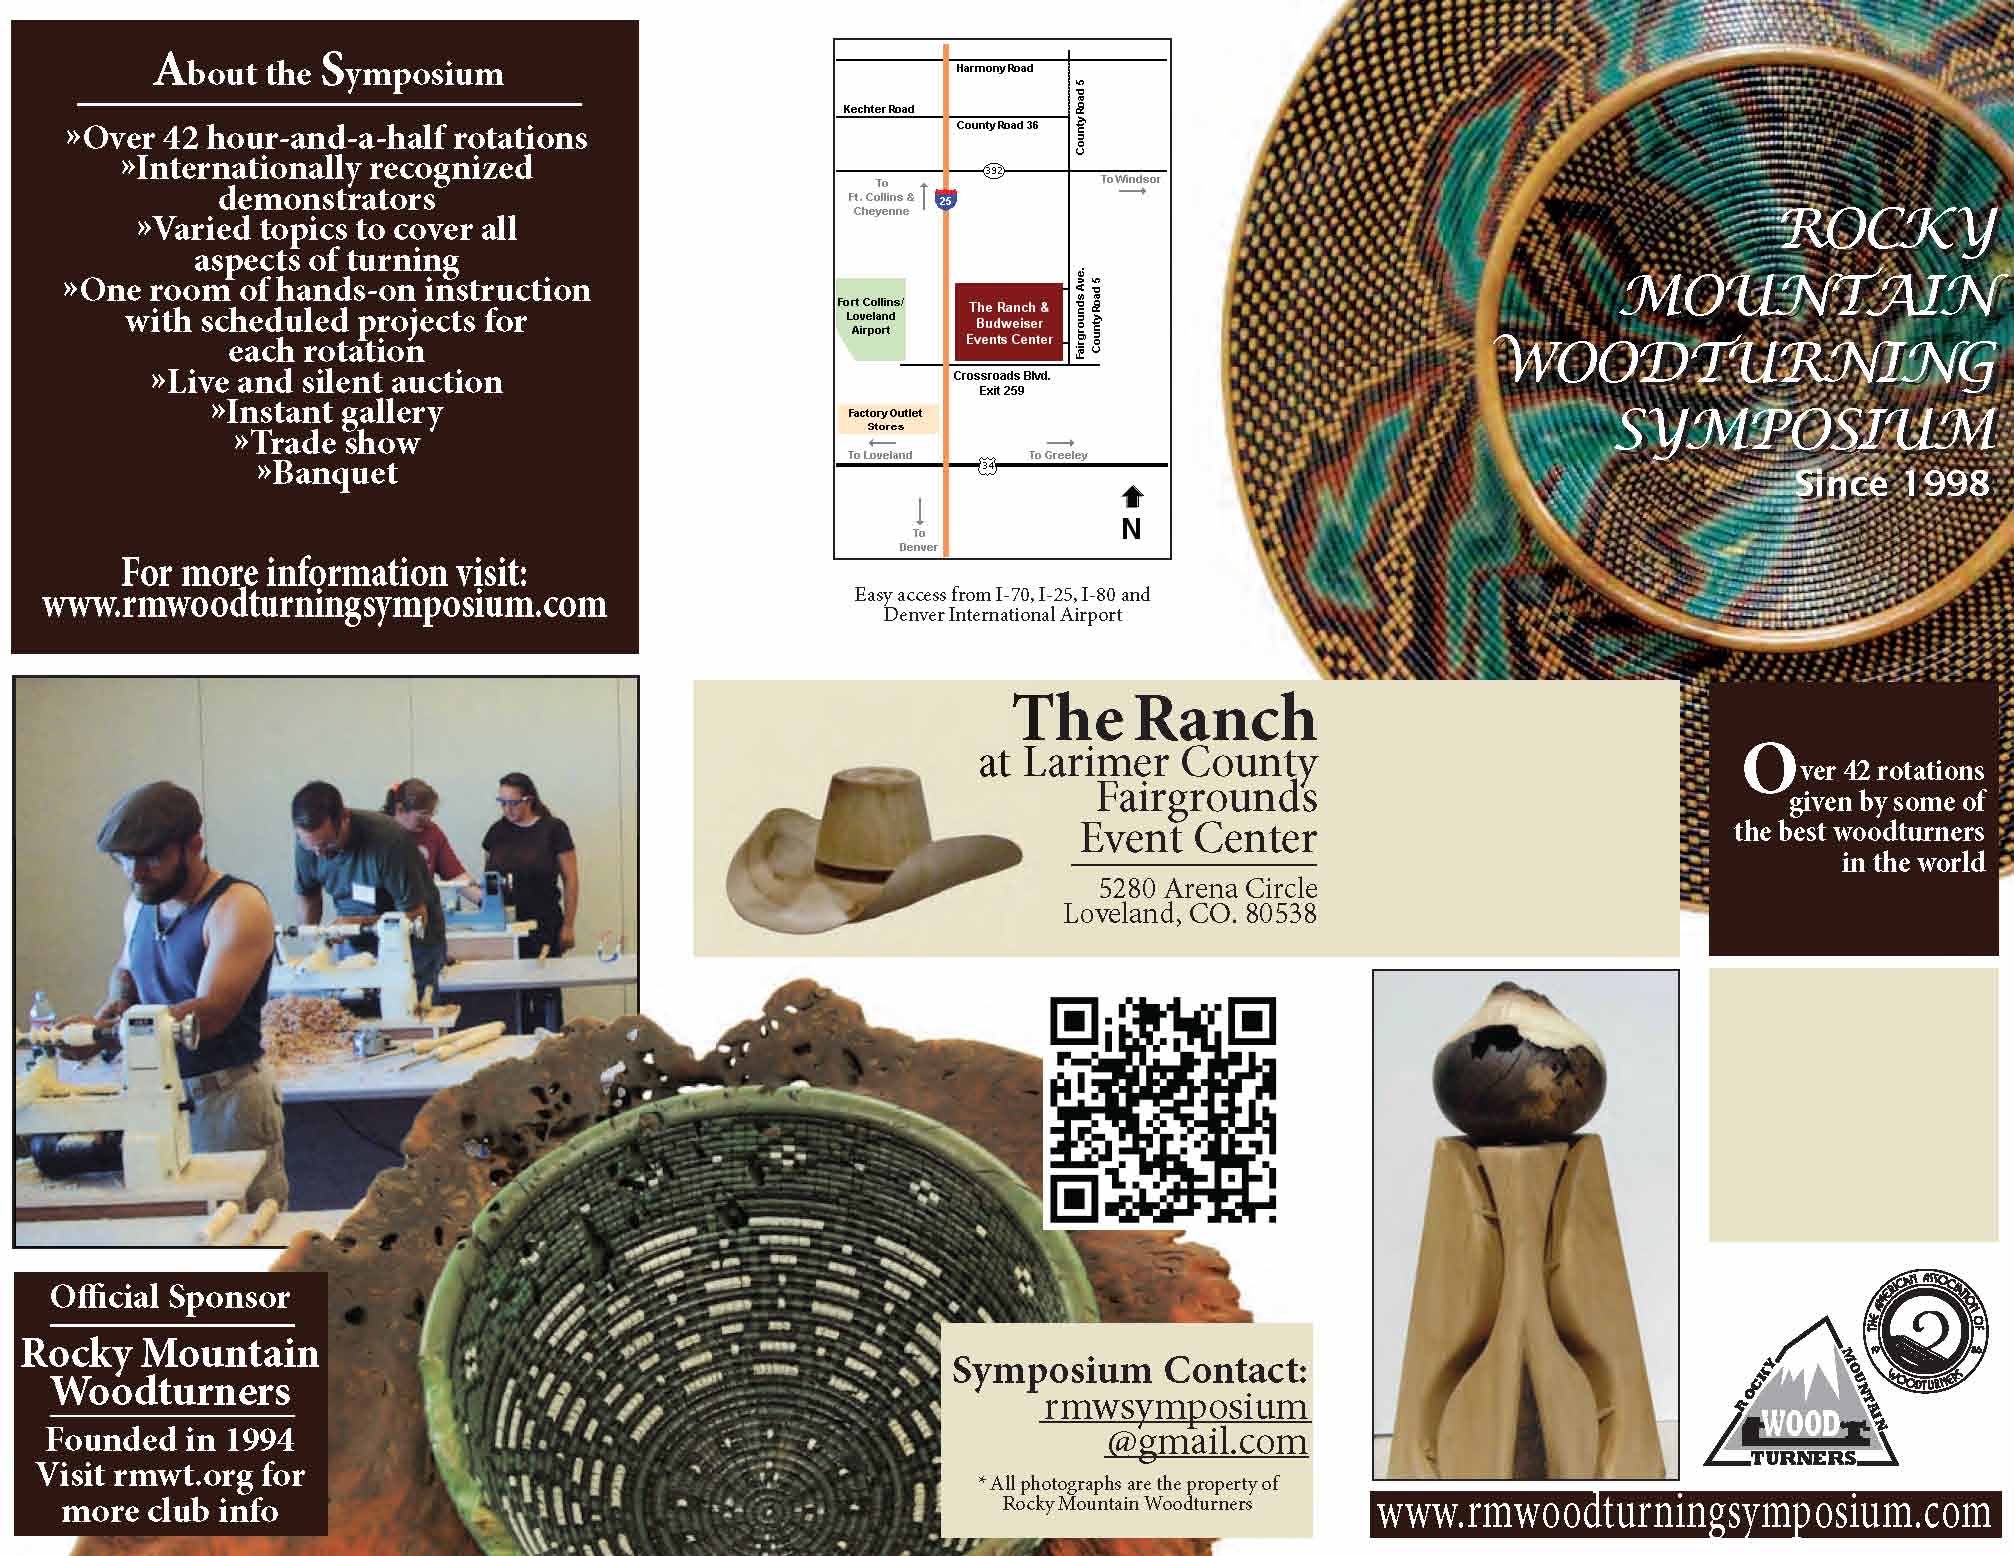 About the Symposium
»Over 42 hour-and-a-half rotations
»Internationally recognized
demonstrators
»Varied topics to cover all
aspects of turning
»One room of hands-on instruction
with scheduled projects for
each rotation
»Live and silent auction
»Instant gallery
»Trade show
»Banquet
For more information visit:
www.rmwoodturningsymposium.com
Official Sponsor
Rocky Mountain
Woodturners
Founded in 1994
Visit rmwt.org for
more club info
Harmony Road
Kechter Road
County Road 36
County Road 5
392
To
Ft. Collins &
Cheyenne
25
To Windsor
Fort Collins/
Loveland
Airport
The Ranch &
Budweiser
Events Center
Fairgrounds Ave.
County Road 5
Crossroads Blvd.
Exit 259
Factory Outlet
Stores
To Loveland
34
To Greeley
To
Denver
N
Easy access from I-70, I-25, I-80 and
Denver International Airport
The Ranch
at Larimer County
Fairgrounds
Event Center
5280 Arena Circle
Loveland, CO. 80538
Symposium Contact:
rmwsymposium
@gmail.com
* All photographs are the property of
Rocky Mountain Woodturners
ROCKY
MOUNTAIN
WOODTURNING
SYMPOSIUM
Since 1998
Over 42 rotations
given by some of
the best woodturners
in the world
ROCKY MOUNTAIN
WOOD
TURNERS
THE AMERICAN ASSOCIATION OF
19 86
WOODTURNERS
www.rmwoodturningsymposium.com